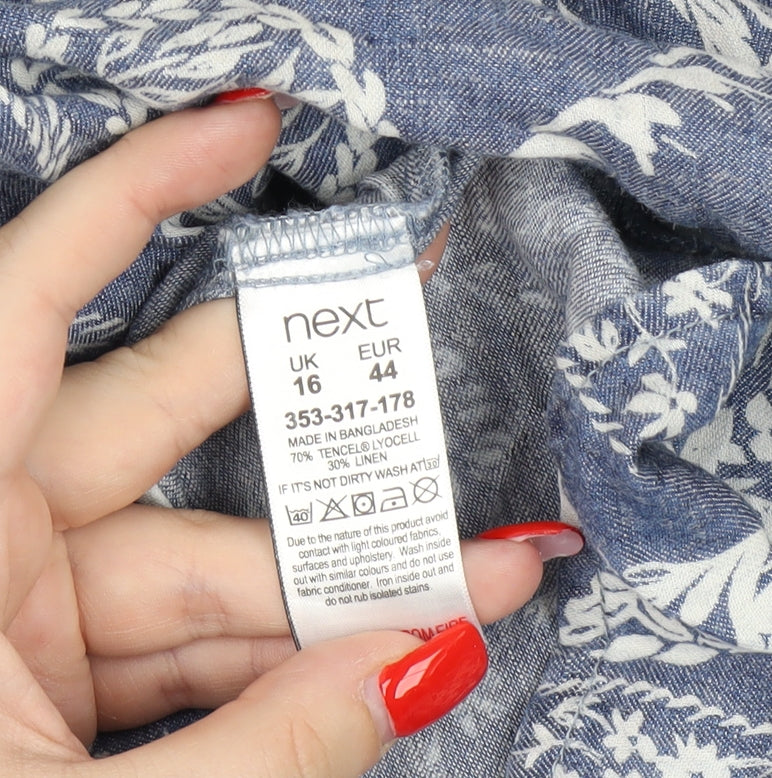 next
UK EUR
16 44
353-317-178
MADE IN BANGLADESH
70% TENCEL® LYOCELL
30% LINEN
IF IT'S NOT DIRTY WASH AT 30
40
Due to the nature of this product avoid
contact with light coloured fabrics,
surfaces and upholstery. Wash inside
out with similar colours and do not use
fabric conditioner. Iron inside out and
do not rub isolated stains
FIRE